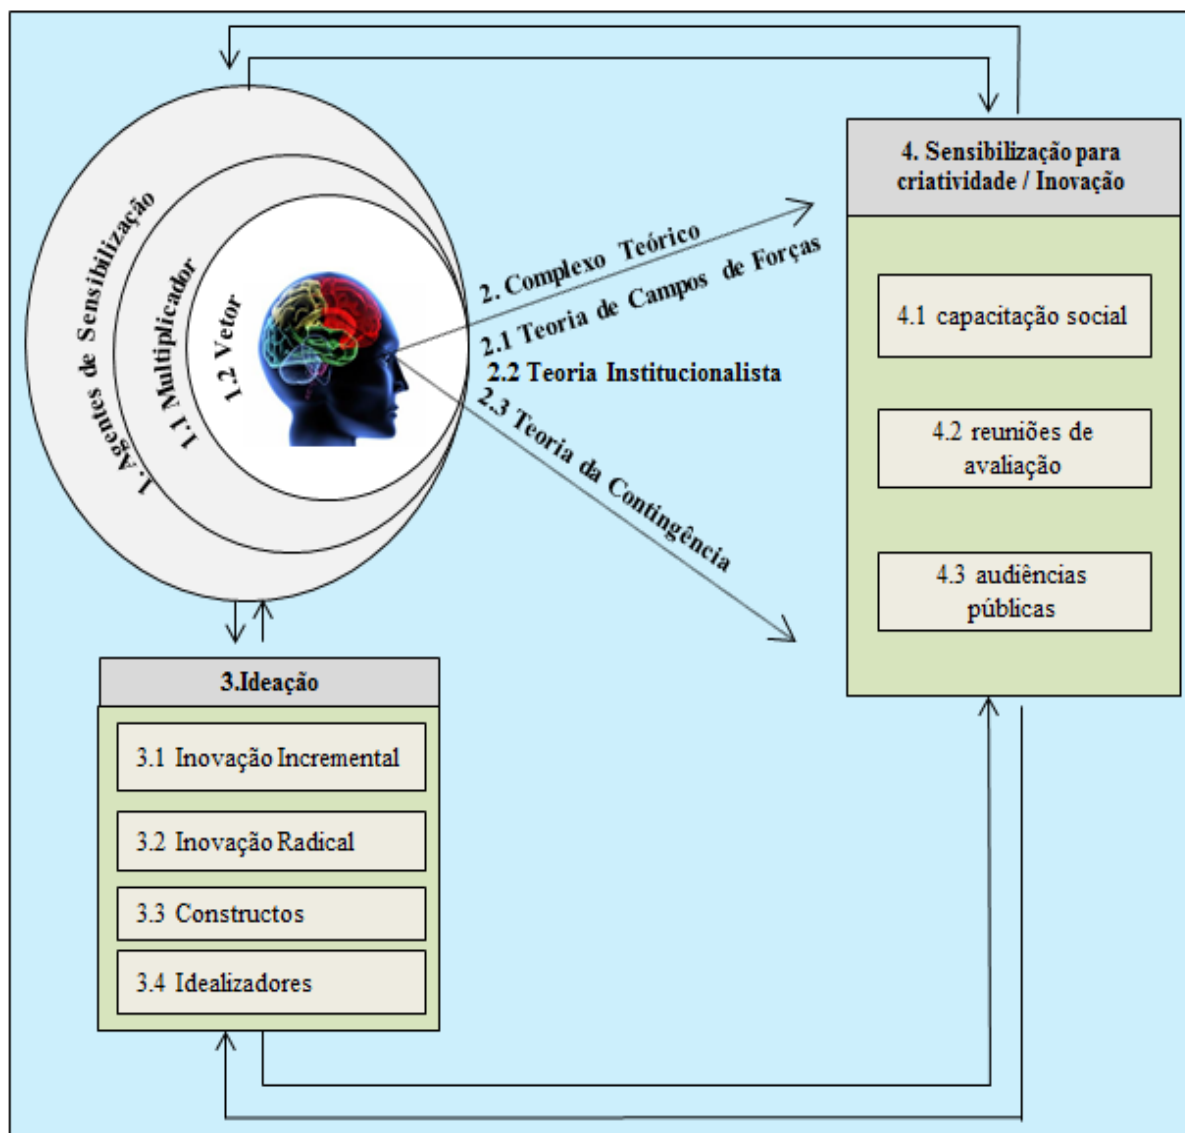 1. Agentes de Sensibilização
1.1 Multiplicador
1.2 Vetor
2. Complexo Teórico
2.1 Teoria de Campos de Forças
2.2 Teoria Institucionalista
2.3 Teoria da Contingência
3.Ideação
3.1 Inovação Incremental
3.2 Inovação Radical
3.3 Constructos
3.4 Idealizadores
4. Sensibilização para
criatividade / Inovação
4.1 capacitação social
4.2 reuniões de
avaliação
4.3 audiências
públicas